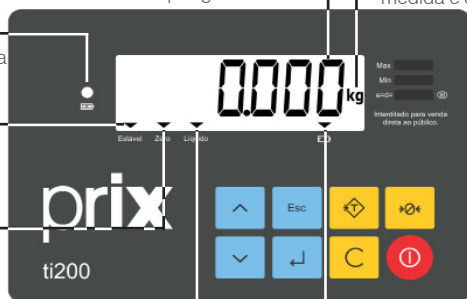 medida e
a
0.000 kg
Max
Min
e=d=
Interditado para venda
direta ao público.
Estável Zero Líquido
prix
ti200
Esc
T
C